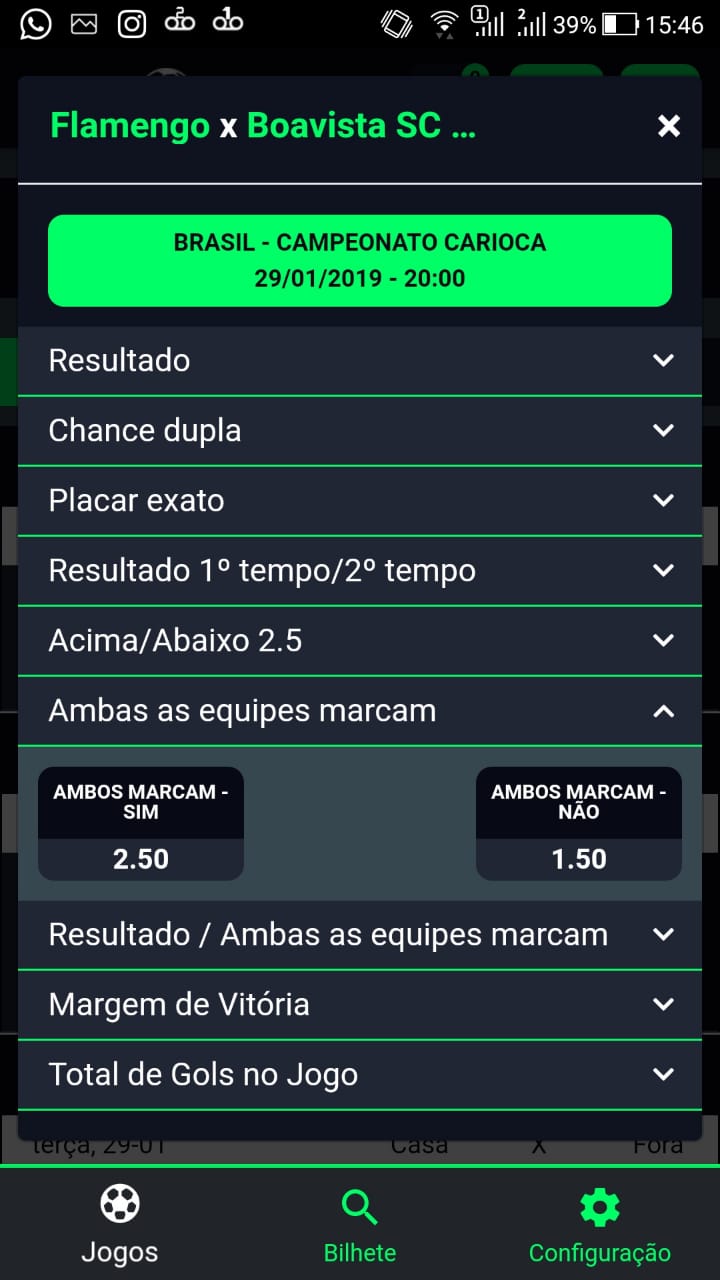 1 2 39% 15:46
Flamengo x Boavista SC ...
BRASIL - CAMPEONATO CARIOCA
29/01/2019 - 20:00
Resultado
Chance dupla
Placar exato
Resultado 1º tempo/2º tempo
Acima/Abaixo 2.5
Ambas as equipes marcam
AMBOS MARCAM -
SIM
2.50
AMBOS MARCAM -
NÃO
1.50
Resultado / Ambas as equipes marcam
Margem de Vitória
Total de Gols no Jogo
terça, 29-01 Casa X Fora
Jogos
Bilhete
Configuração